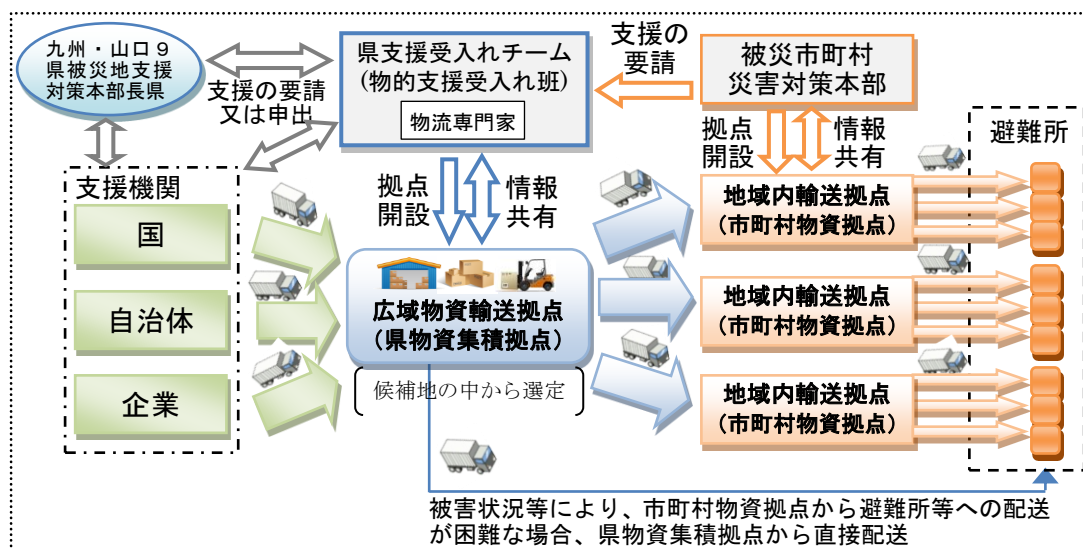 九州・山口９
県被災地支援
対策本部長県
支援の要請
又は申出
県支援受入れチーム
(物的支援受入れ班)
物流専門家
支援の
要請
被災市町村
災害対策本部
拠点
開設
情報
共有
避難所
支援機関
国
自治体
企業
拠点
開設
情報
共有
広域物資輸送拠点
（県物資集積拠点）
候補地の中から選定
地域内輸送拠点
（市町村物資拠点）
地域内輸送拠点
（市町村物資拠点）
地域内輸送拠点
（市町村物資拠点）
被害状況等により、市町村物資拠点から避難所等への配送
が困難な場合、県物資集積拠点から直接配送